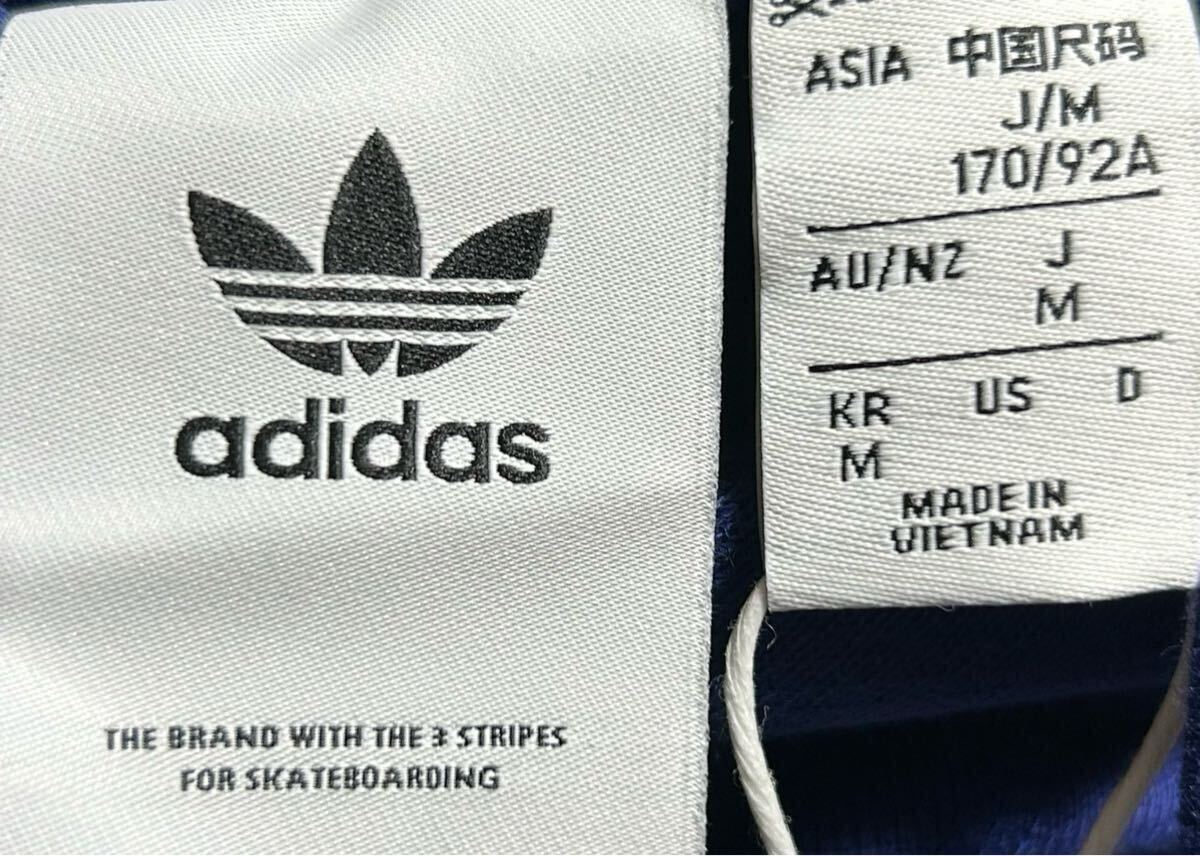 adidas
THE BRAND WITH THE 3 STRIPES
FOR SKATEBOARDING
ASIA 中国尺码
J/M
170/92A
AU/NZ J
M
KR US D
M
MADE IN
VIETNAM